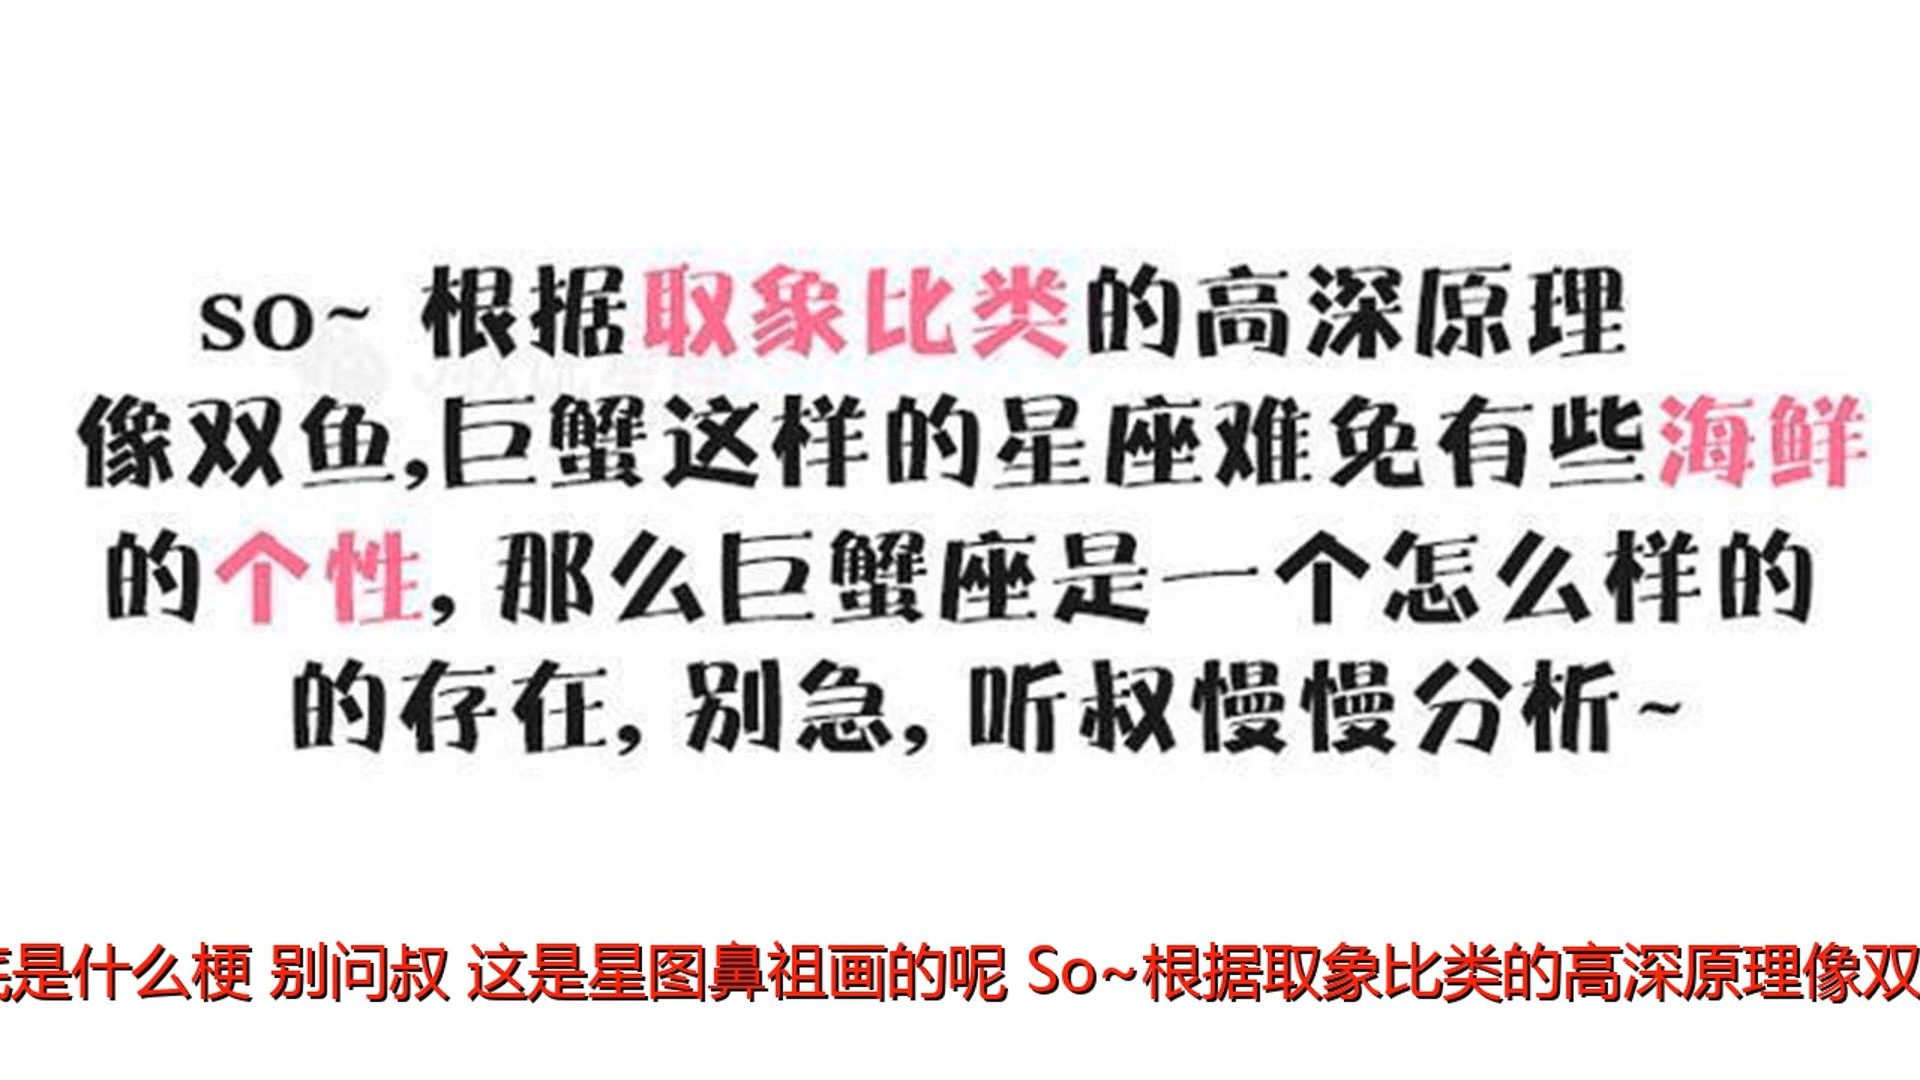 so~ 根据取象比类的高深原理
像双鱼,巨蟹这样的星座难免有些海鲜
的个性, 那么巨蟹座是一个怎么样的
的存在, 别急, 听叔慢慢分析~
是什么梗 别问叔 这是星图鼻祖画的呢 So~根据取象比类的高深原理像双